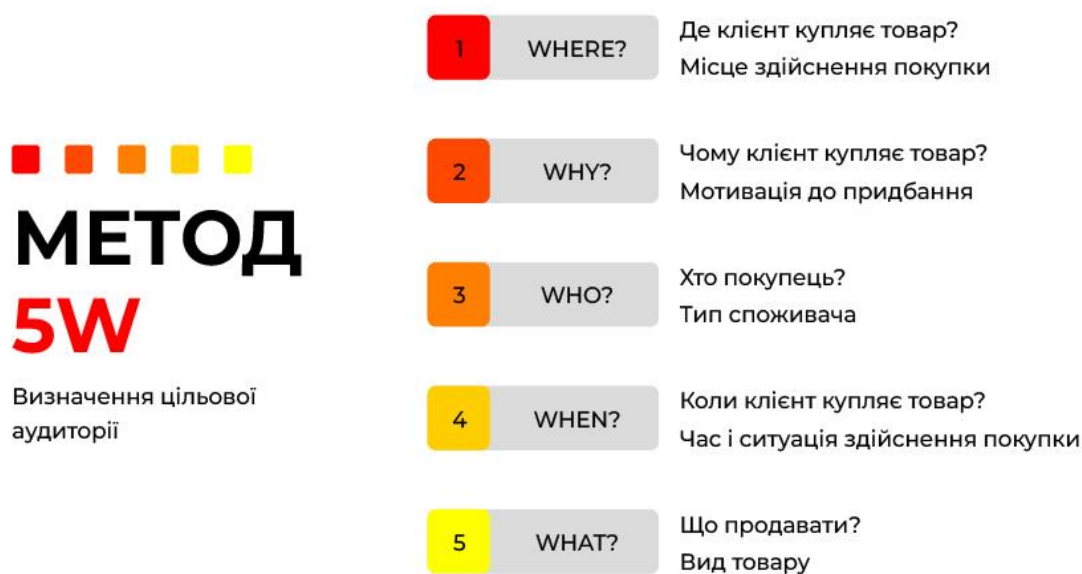 МЕТОД
5W
Визначення цільової
аудиторії
1 WHERE?
Де клієнт купляє товар?
Місце здійснення покупки
2 WHY?
Чому клієнт купляє товар?
Мотивація до придбання
3 WHO?
Хто покупець?
Тип споживача
4 WHEN?
Коли клієнт купляє товар?
Час і ситуація здійснення покупки
5 WHAT?
Що продавати?
Вид товару